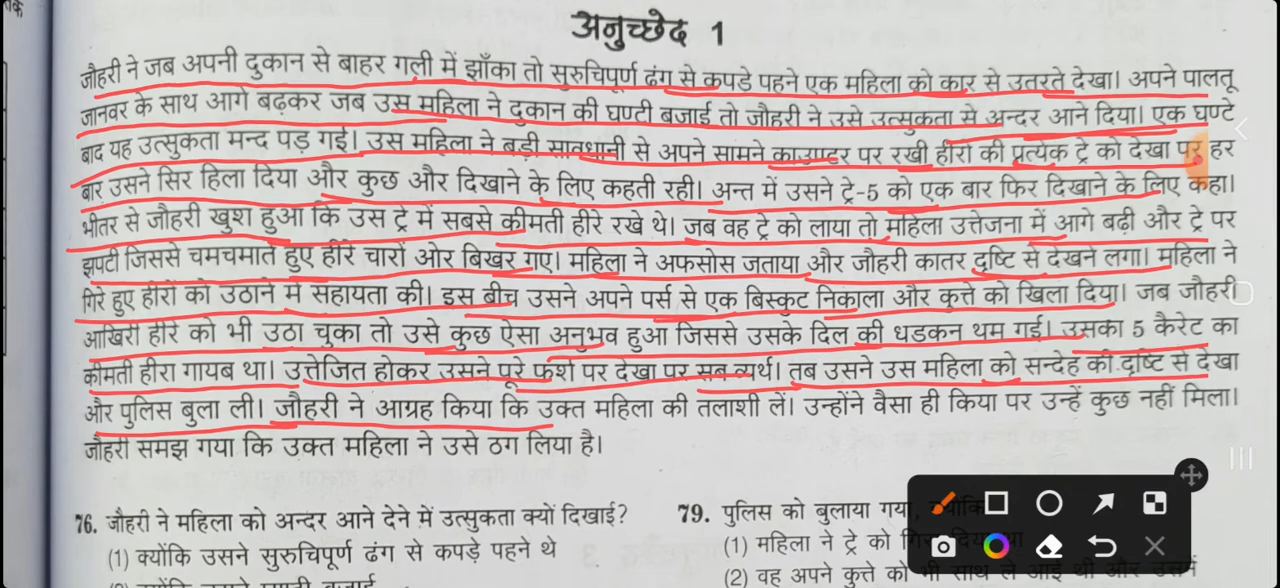 अनुच्छेद 1
जौहरी ने जब अपनी दुकान से बाहर गली में झाँका तो सुरुचिपूर्ण ढंग से कपड़े पहने एक महिला को कार से उतरते देखा। अपने पालतू
जानवर के साथ आगे बढ़कर जब उस महिला ने दुकान की घण्टी बजाई तो जौहरी ने उसे उत्सुकता से अन्दर आने दिया। एक घण्टे
बाद यह उत्सुकता मन्द पड़ गई। उस महिला ने बड़ी सावधानी से अपने सामने काउण्टर पर रखी हीरों की प्रत्येक ट्रे को देखा पर हर
बार उसने सिर हिला दिया और कुछ और दिखाने के लिए कहती रही। अन्त में उसने ट्रे-5 को एक बार फिर दिखाने के लिए कहा।
भीतर से जौहरी खुश हुआ कि उस ट्रे में सबसे कीमती हीरे रखे थे। जब वह ट्रे को लाया तो महिला उत्तेजना में आगे बढ़ी और ट्रे पर
झपटी जिससे चमचमाते हुए हीरे चारों ओर बिखर गए। महिला ने अफसोस जताया और जौहरी कातर दृष्टि से देखने लगा। महिला ने
गिरे हुए हीरों को उठाने में सहायता की। इस बीच उसने अपने पर्स से एक बिस्कुट निकाला और कुत्ते को खिला दिया। जब जौहरी
आखिरी हीरे को भी उठा चुका तो उसे कुछ ऐसा अनुभव हुआ जिससे उसके दिल की धडकन थम गई। उसका 5 कैरेट का
कीमती हीरा गायब था। उत्तेजित होकर उसने पूरे फर्श पर देखा पर सब व्यर्थ। तब उसने उस महिला को सन्देह की दृष्टि से देखा
और पुलिस बुला ली। जौहरी ने आग्रह किया कि उक्त महिला की तलाशी लें। उन्होंने वैसा ही किया पर उन्हें कुछ नहीं मिला।
जौहरी समझ गया कि उक्त महिला ने उसे ठग लिया है।
76. जौहरी ने महिला को अन्दर आने देने में उत्सुकता क्यों दिखाई?
(1) क्योंकि उसने सुरुचिपूर्ण ढंग से कपड़े पहने थे
79. पुलिस को बुलाया गया,
(1) महिला ने ट्रे को
(2) वह अपने कुत्ते को भी साथ ले आई थी और उसने